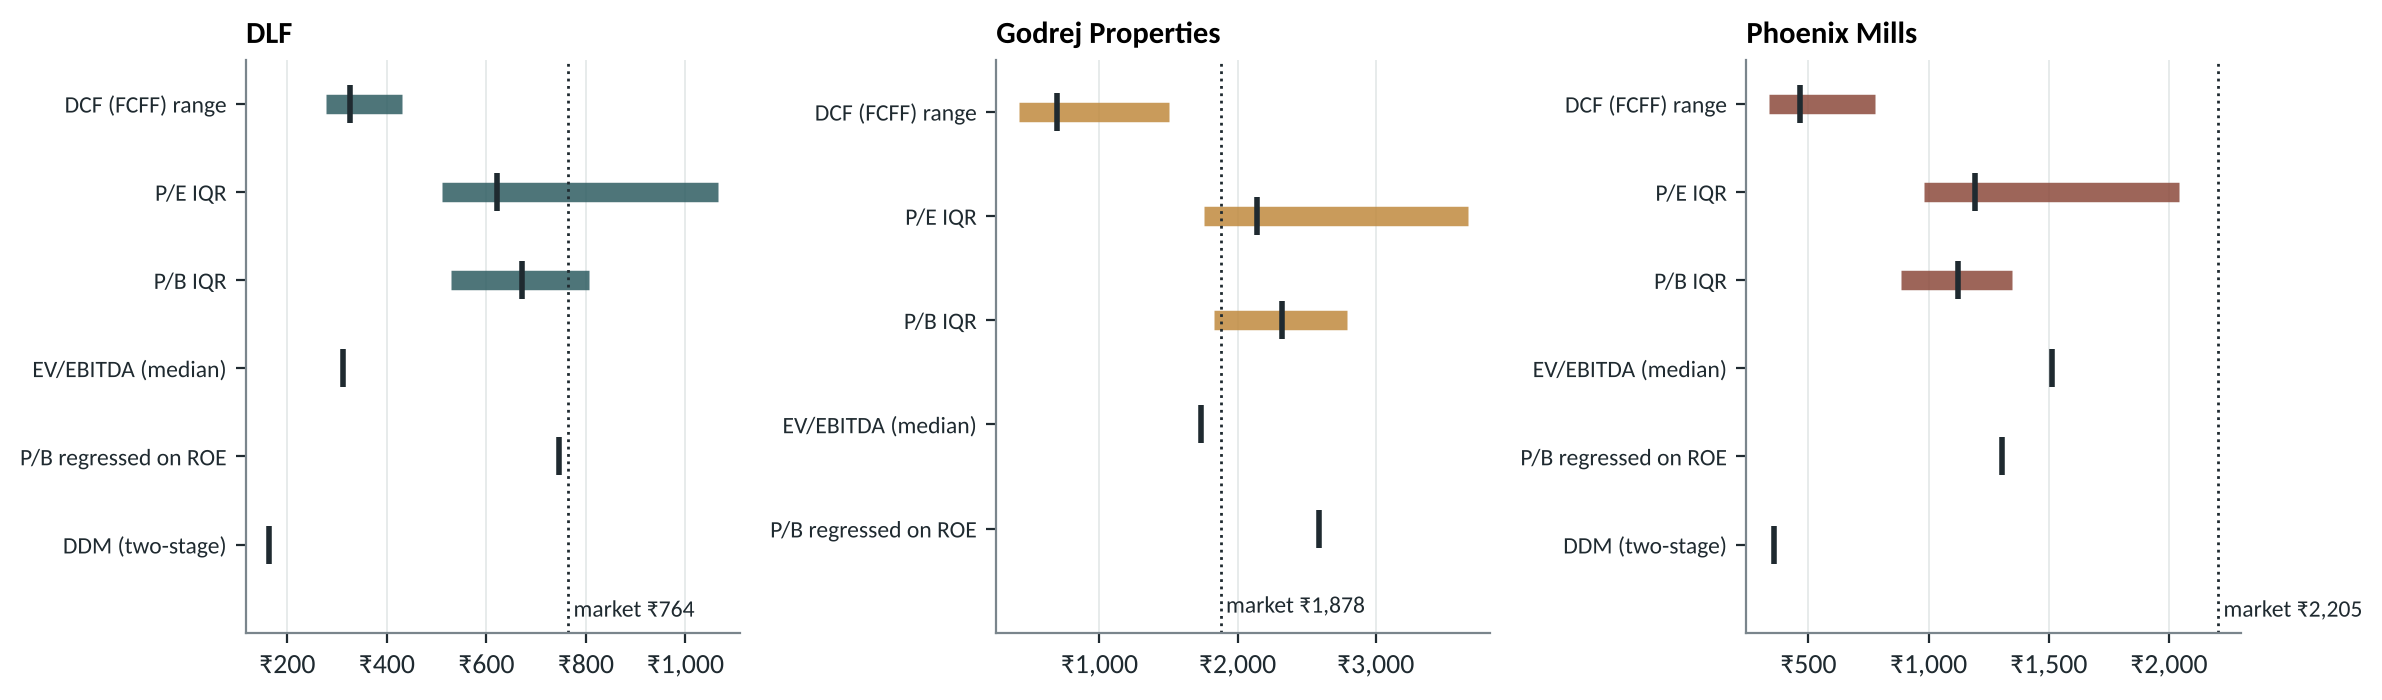 DLF
DCF (FCFF) range
P/E IQR
P/B IQR
EV/EBITDA (median)
P/B regressed on ROE
DDM (two-stage)
market ₹764
₹200 ₹400 ₹600 ₹800 ₹1,000
Godrej Properties
DCF (FCFF) range
P/E IQR
P/B IQR
EV/EBITDA (median)
P/B regressed on ROE
market ₹1,878
₹1,000 ₹2,000 ₹3,000
Phoenix Mills
DCF (FCFF) range
P/E IQR
P/B IQR
EV/EBITDA (median)
P/B regressed on ROE
DDM (two-stage)
market ₹2,205
₹500 ₹1,000 ₹1,500 ₹2,000